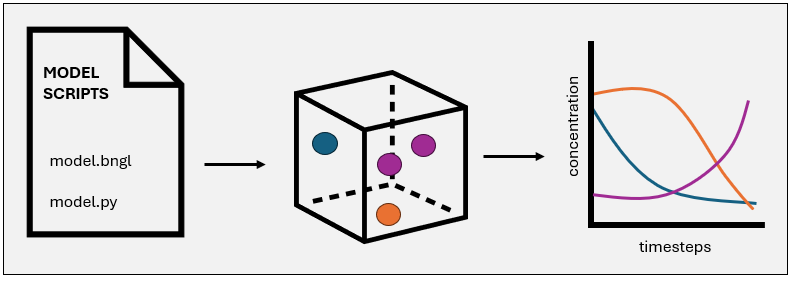 MODEL
SCRIPTS
model.bngl
model.py
concentration
timesteps